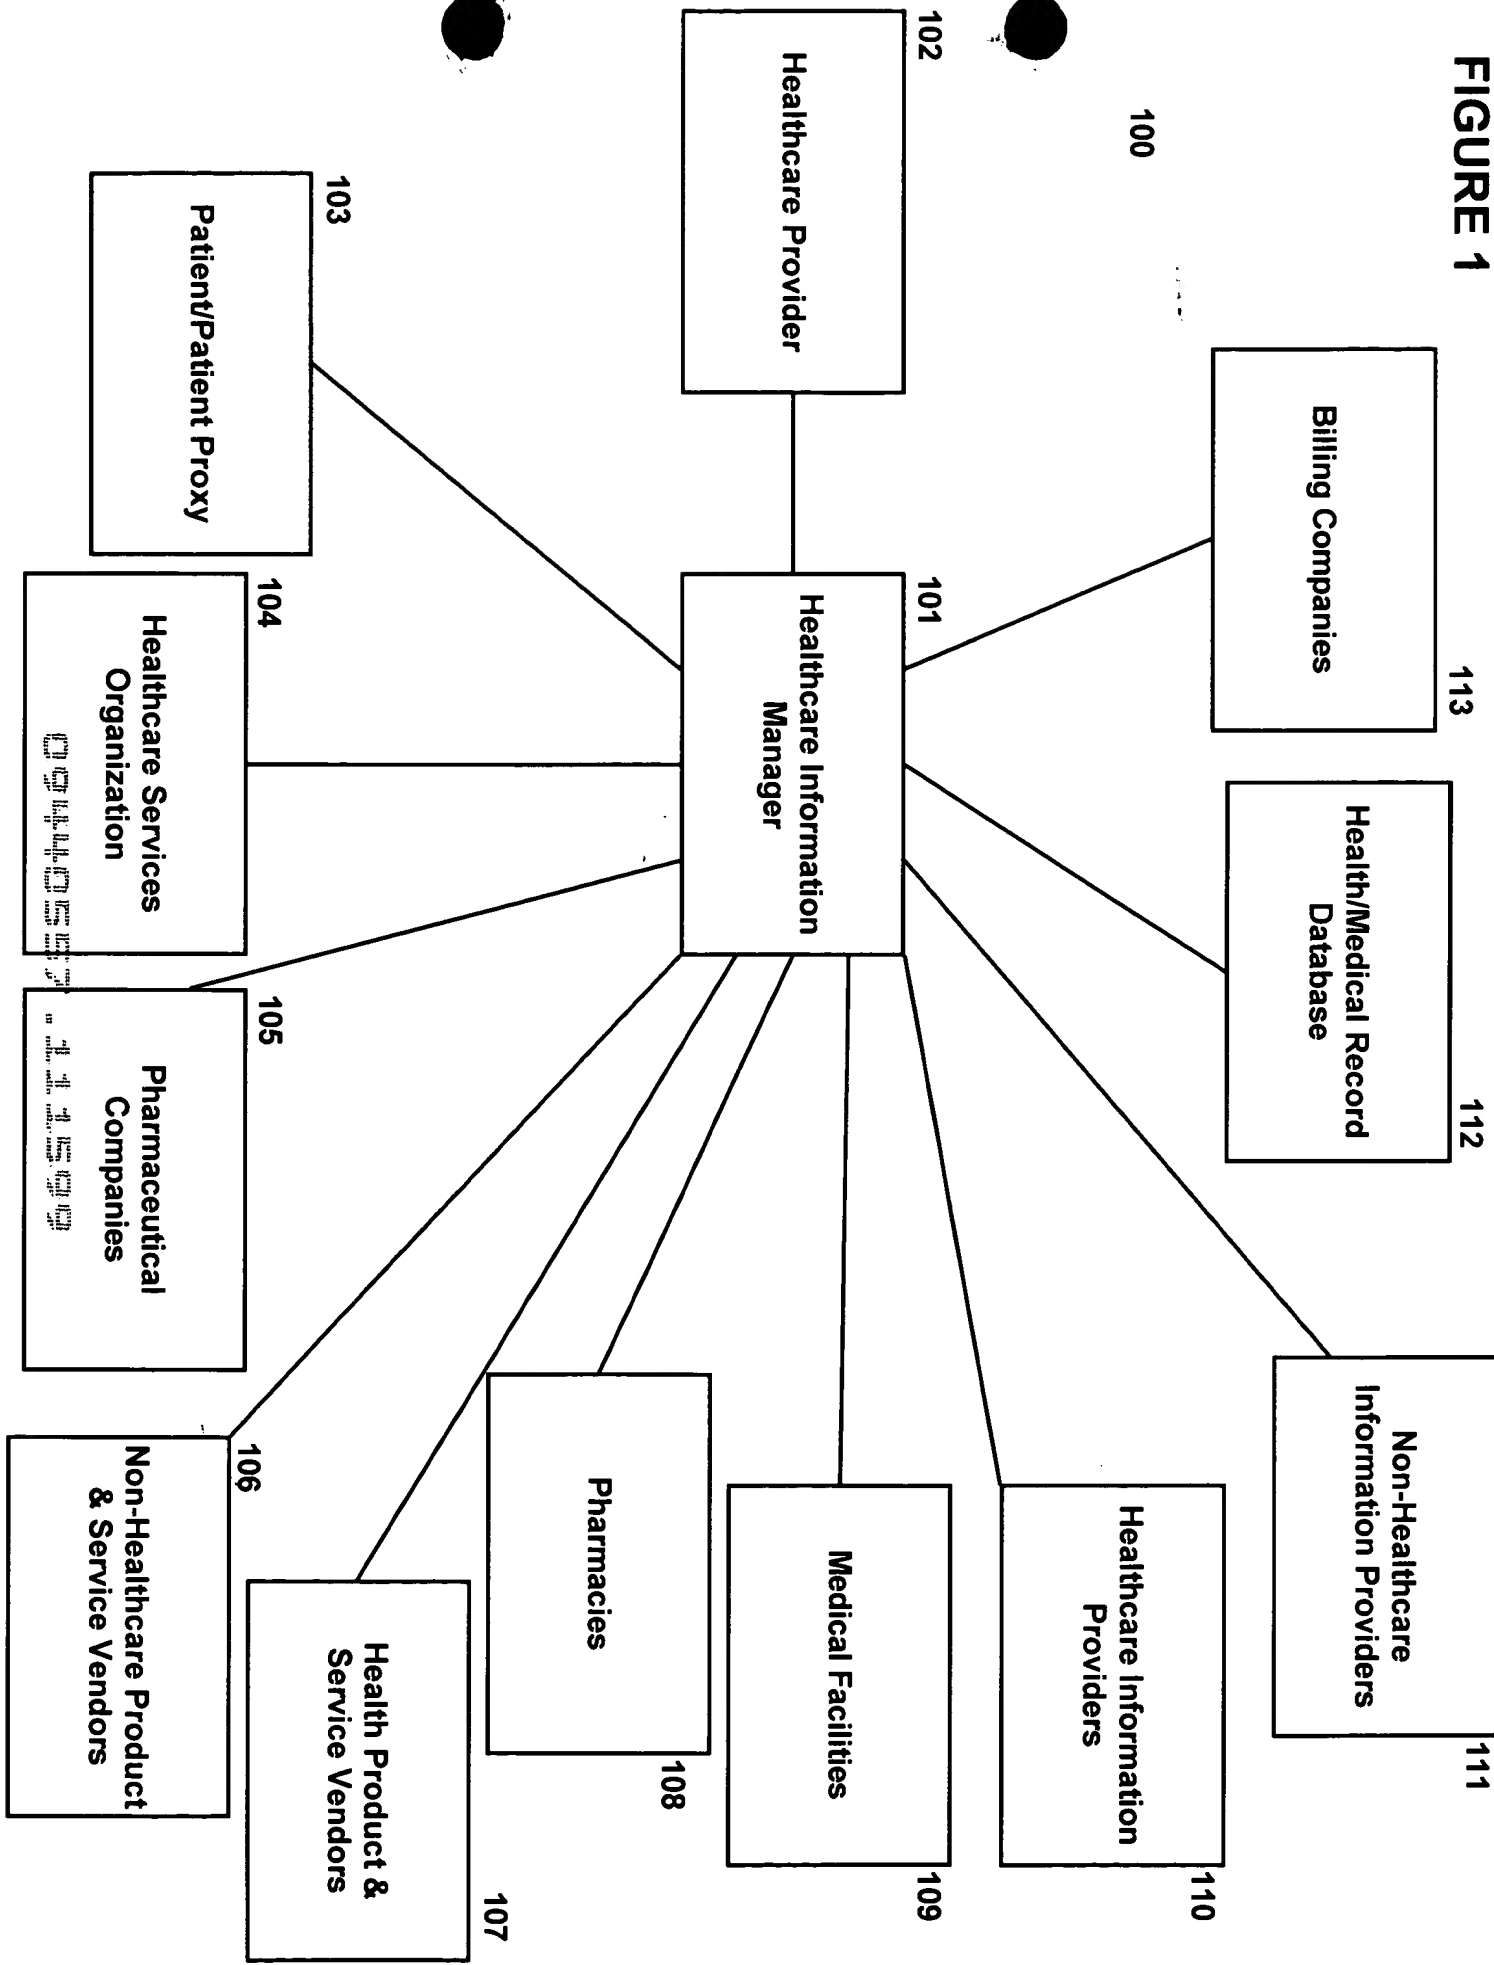 FIGURE 1
100
113
Billing Companies
112
Health/Medical Record
Database
111
Non-Healthcare
Information Providers
102
Healthcare Provider
101
Healthcare Information
Manager
110
Healthcare Information
Providers
109
Medical Facilities
108
Pharmacies
103
Patient/Patient Proxy
104
Healthcare Services
Organization
105
Pharmaceutical
Companies
107
Health Product &
Service Vendors
106
Non-Healthcare Product
& Service Vendors
09440557.111599